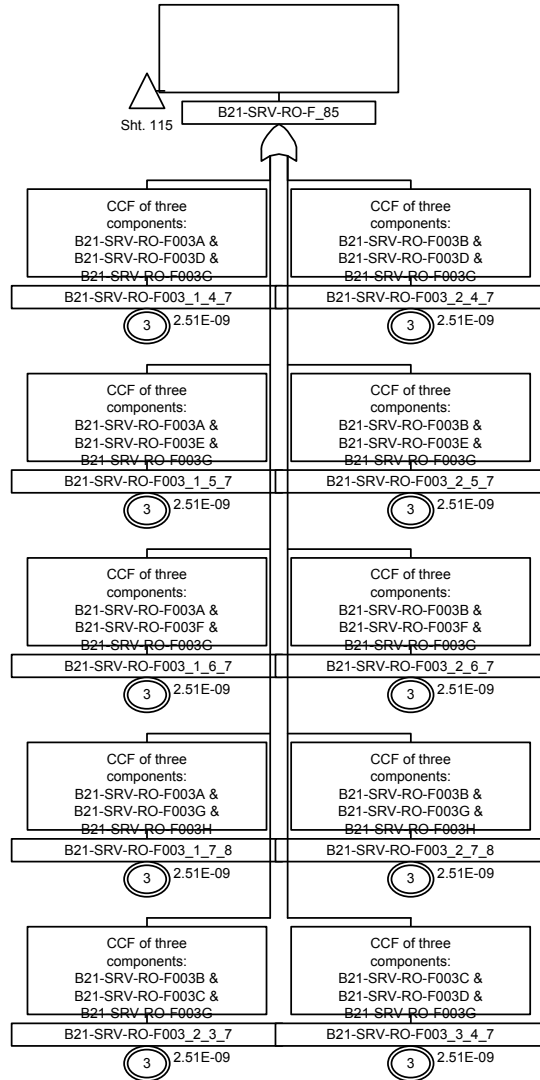 Sht. 115
B21-SRV-RO-F_85
CCF of three
components:
B21-SRV-RO-F003A &
B21-SRV-RO-F003D &
B21-SRV-RO-F003G
B21-SRV-RO-F003_1_4_7
3
2.51E-09
CCF of three
components:
B21-SRV-RO-F003B &
B21-SRV-RO-F003D &
B21-SRV-RO-F003G
B21-SRV-RO-F003_2_4_7
3
2.51E-09
CCF of three
components:
B21-SRV-RO-F003A &
B21-SRV-RO-F003E &
B21-SRV-RO-F003G
B21-SRV-RO-F003_1_5_7
3
2.51E-09
CCF of three
components:
B21-SRV-RO-F003B &
B21-SRV-RO-F003E &
B21-SRV-RO-F003G
B21-SRV-RO-F003_2_5_7
3
2.51E-09
CCF of three
components:
B21-SRV-RO-F003A &
B21-SRV-RO-F003F &
B21-SRV-RO-F003G
B21-SRV-RO-F003_1_6_7
3
2.51E-09
CCF of three
components:
B21-SRV-RO-F003B &
B21-SRV-RO-F003F &
B21-SRV-RO-F003G
B21-SRV-RO-F003_2_6_7
3
2.51E-09
CCF of three
components:
B21-SRV-RO-F003A &
B21-SRV-RO-F003G &
B21-SRV-RO-F003H
B21-SRV-RO-F003_1_7_8
3
2.51E-09
CCF of three
components:
B21-SRV-RO-F003B &
B21-SRV-RO-F003G &
B21-SRV-RO-F003H
B21-SRV-RO-F003_2_7_8
3
2.51E-09
CCF of three
components:
B21-SRV-RO-F003B &
B21-SRV-RO-F003C &
B21-SRV-RO-F003G
B21-SRV-RO-F003_2_3_7
3
2.51E-09
CCF of three
components:
B21-SRV-RO-F003C &
B21-SRV-RO-F003D &
B21-SRV-RO-F003G
B21-SRV-RO-F003_3_4_7
3
2.51E-09